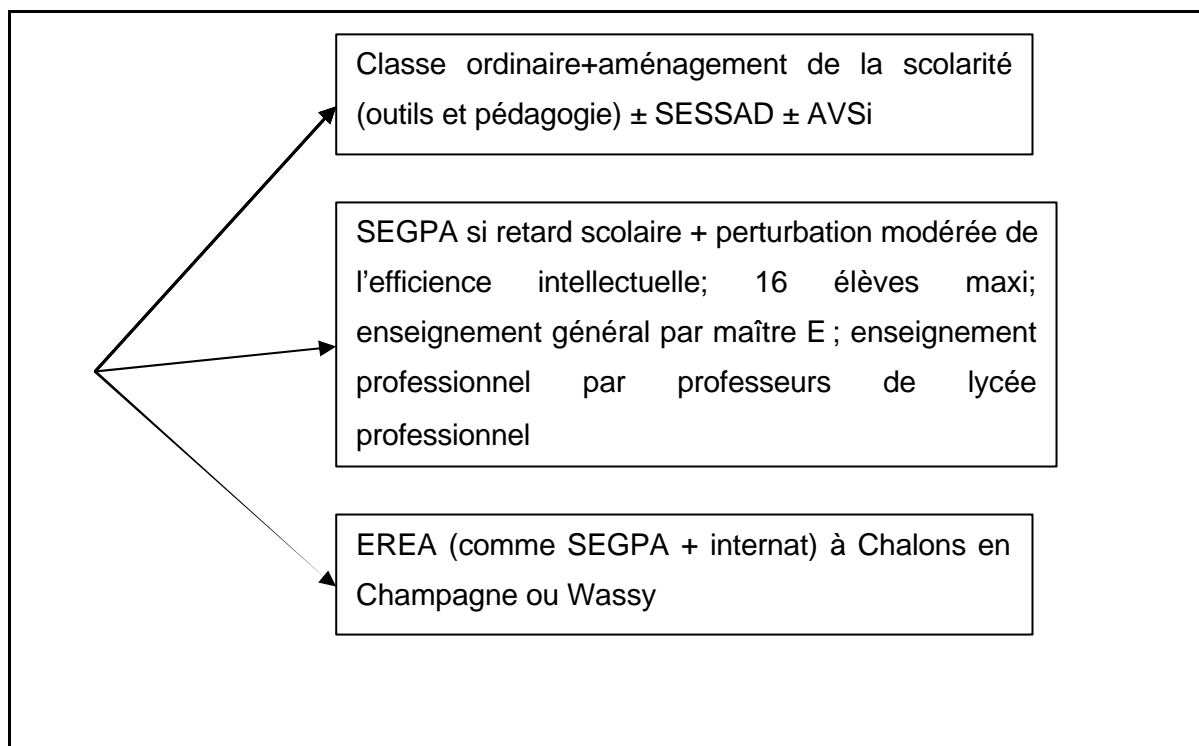 Classe ordinaire+aménagement de la scolarité
(outils et pédagogie) ± SESSAD ± AVSi
SEGPA si retard scolaire + perturbation modérée de
l’efficience intellectuelle; 16 élèves maxi;
enseignement général par maître E ; enseignement
professionnel par professeurs de lycée
professionnel
EREA (comme SEGPA + internat) à Chalons en
Champagne ou Wassy